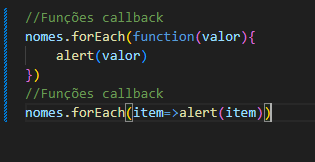 //Funções callback
nomes.forEach(function(valor){
    alert(valor)
})
//Funções callback
nomes.forEach(item=>alert(item))